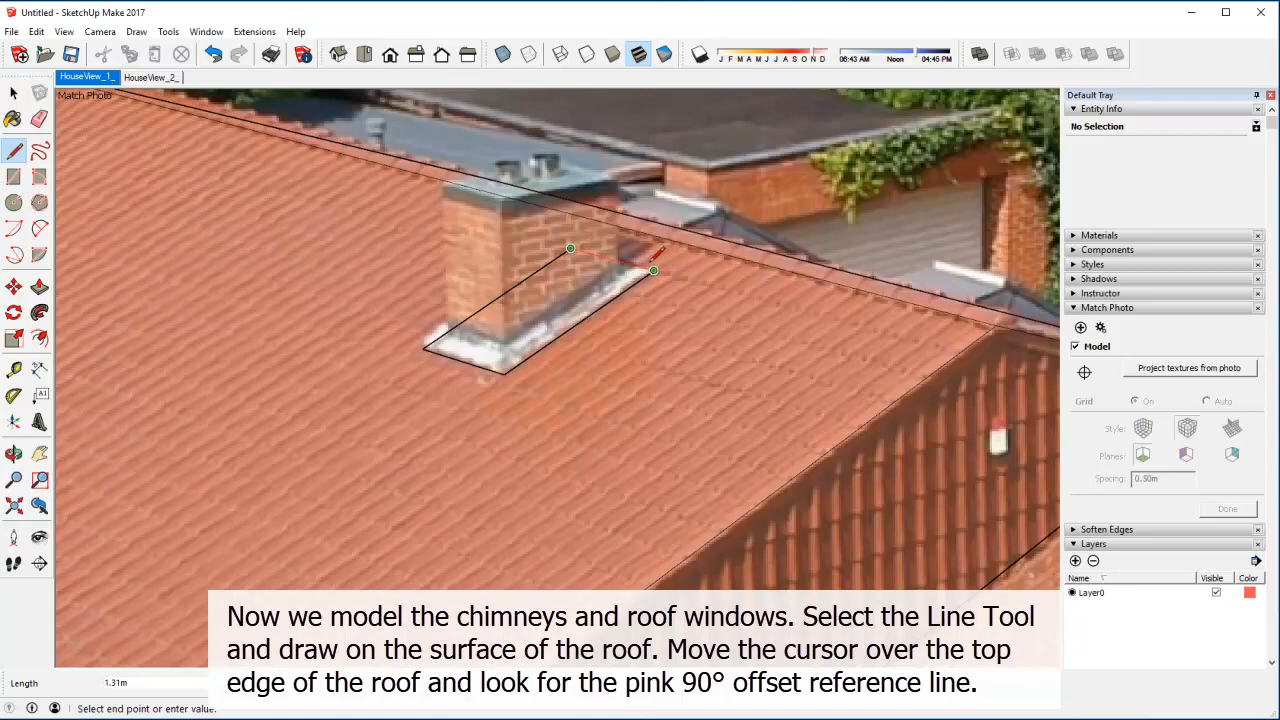 Untitled - SketchUp Make 2017
File Edit View Camera Draw Tools Window Extensions Help
J F M A M J J A S O N D 06:43 AM Noon 04:45 PM
HouseView_1_ HouseView_2_
Match Photo
Default Tray
Entity Info
No Selection
Materials
Components
Styles
Shadows
Instructor
Match Photo
Model
Project textures from photo
Grid On Auto
Style:
Planes:
Spacing: 0.50m
Done
Soften Edges
Layers
Name Visible Color
Layer0
Now we model the chimneys and roof windows. Select the Line Tool
and draw on the surface of the roof. Move the cursor over the top
edge of the roof and look for the pink 90° offset reference line.
Length 1.31m
Select end point or enter value.